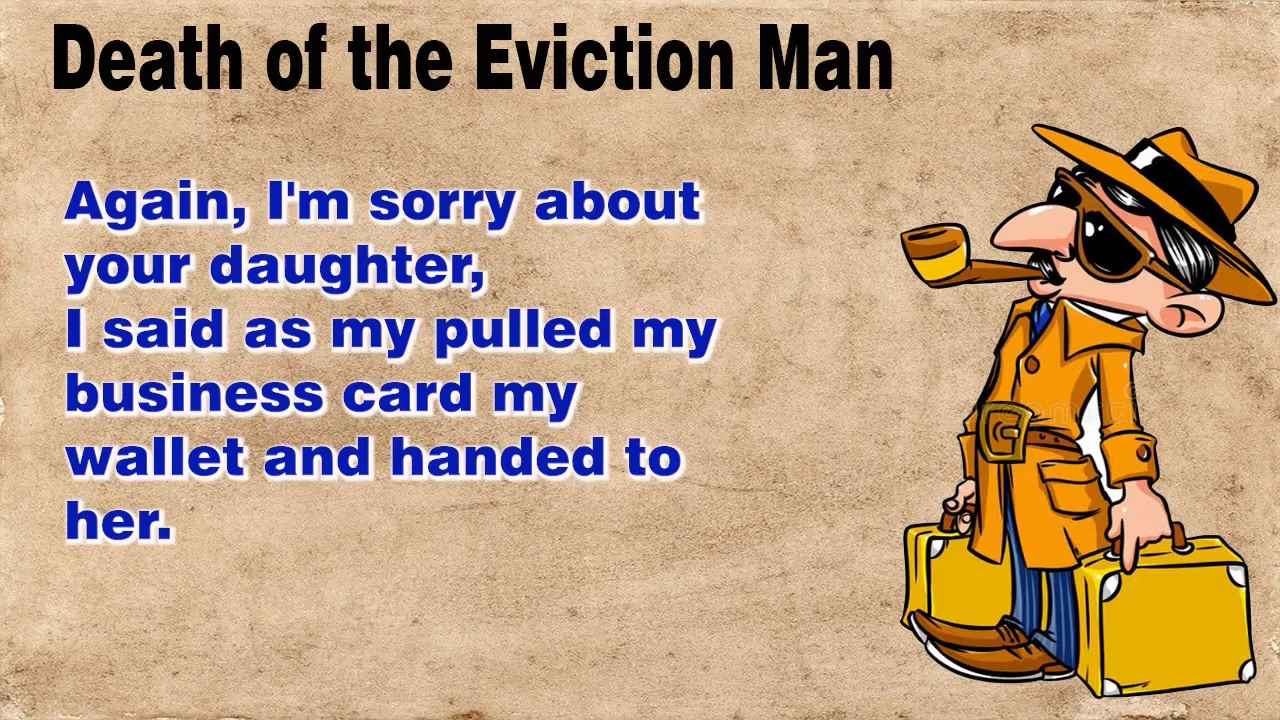 Death of the Eviction Man
Again, I'm sorry about
your daughter,
I said as my pulled my
business card my
wallet and handed to
her.